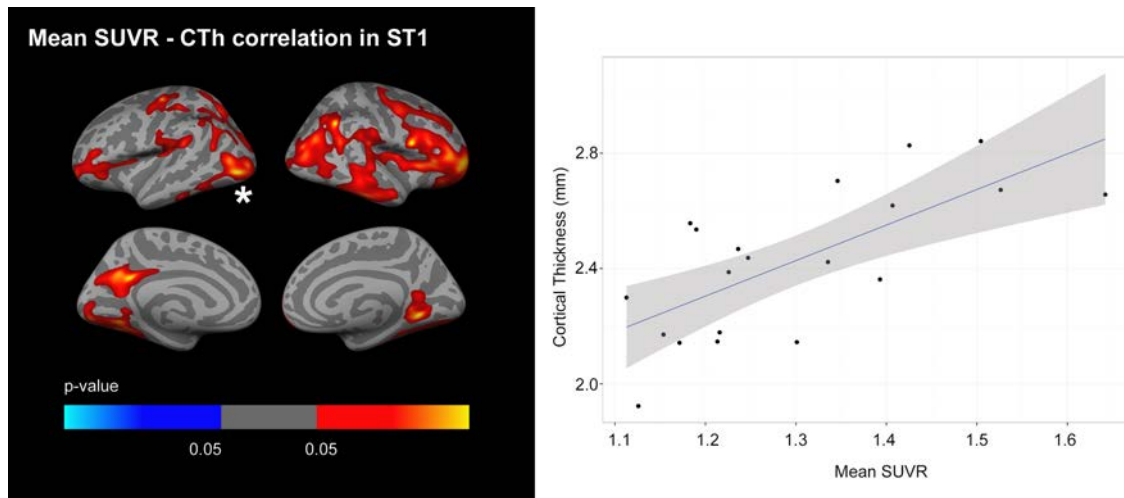 Mean SUVR - CTh correlation in ST1
*
p-value
0.05 0.05
Cortical Thickness (mm)
2.8
2.4
2.0
1.1 1.2 1.3 1.4 1.5 1.6
Mean SUVR